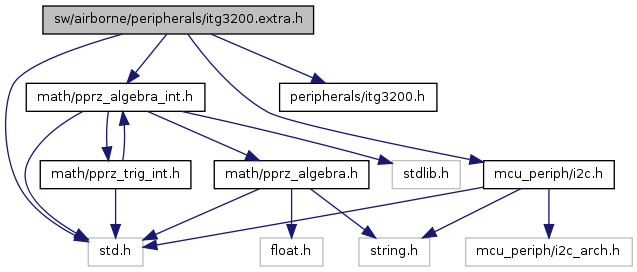 sw/airborne/peripherals/itg3200.extra.h
math/pprz_algebra_int.h
peripherals/itg3200.h
math/pprz_trig_int.h
math/pprz_algebra.h
stdlib.h
mcu_periph/i2c.h
std.h
float.h
string.h
mcu_periph/i2c_arch.h